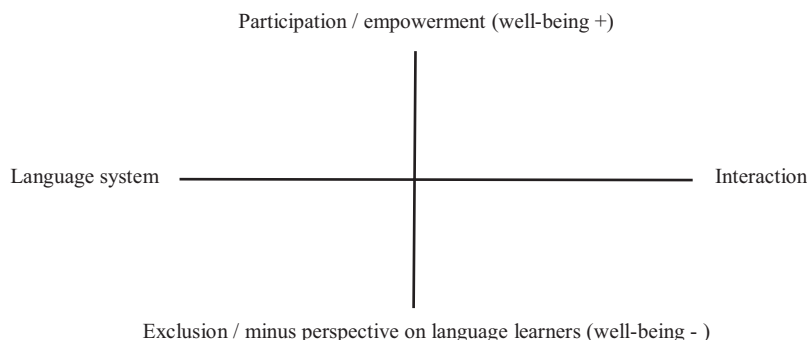 Participation / empowerment (well-being +)
Language system
Interaction
Exclusion / minus perspective on language learners (well-being - )